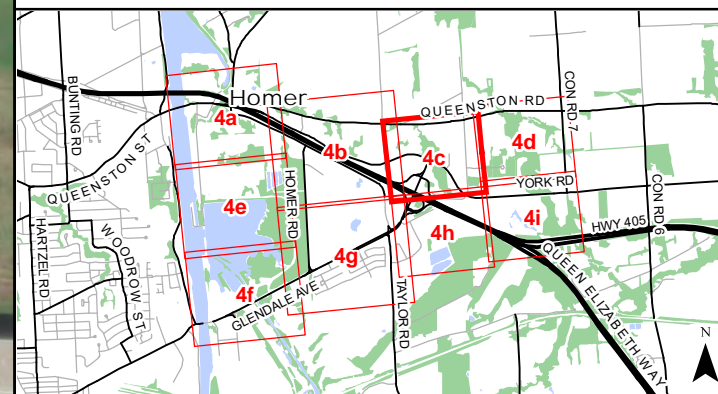 BUNTING RD
Homer
4a
QUEENSTON RD
CON RD 7
QUEENSTON ST
4b
4c
4d
HARTZEL RD
WOODROW ST
4e
HOMER RD
YORK RD
CON RD 6
4g
4h
4i
HWY 405
4f
GLENDALE AVE
TAYLOR RD
QUEEN ELIZABETH WAY
N